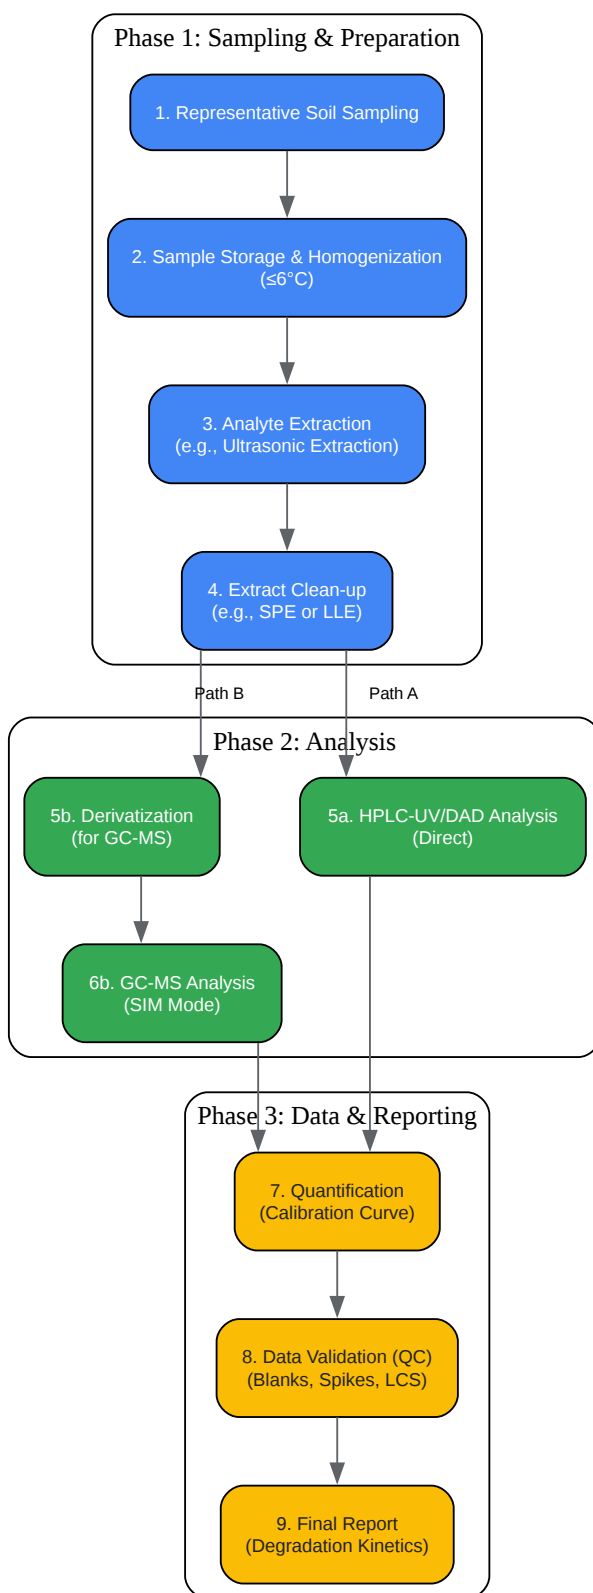 Phase 1: Sampling & Preparation
1. Representative Soil Sampling
2. Sample Storage & Homogenization
(≤6°C)
3. Analyte Extraction
(e.g., Ultrasonic Extraction)
4. Extract Clean-up
(e.g., SPE or LLE)
Path B
Path A
Phase 2: Analysis
5b. Derivatization
(for GC-MS)
5a. HPLC-UV/DAD Analysis
(Direct)
6b. GC-MS Analysis
(SIM Mode)
Phase 3: Data & Reporting
7. Quantification
(Calibration Curve)
8. Data Validation (QC)
(Blanks, Spikes, LCS)
9. Final Report
(Degradation Kinetics)